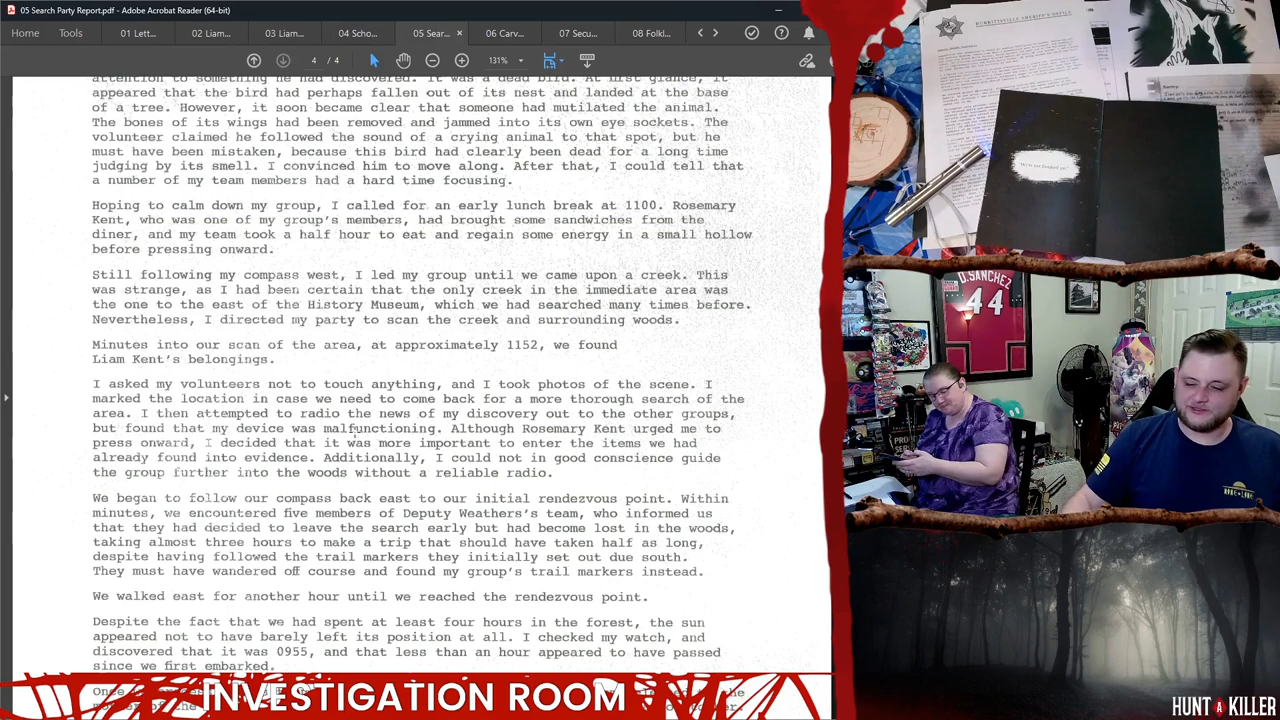 05 Search Party Report.pdf - Adobe Acrobat Reader (64-bit)
Home
Tools
01 Lett...
02 Liam...
03 Liam...
04 Scho...
05 Sear...
06 Carv...
07 Secu...
08 Folkl...
4 / 4
131%
attention to something he had discovered. It was a dead bird. At first glance, it
appeared that the bird had perhaps fallen out of its nest and landed at the base
of a tree. However, it soon became clear that someone had mutilated the animal.
The bones of its wings had been removed and jammed into its own eye sockets. The
volunteer claimed he followed the sound of a crying animal to that spot, but he
must have been mistaken, because this bird had clearly been dead for a long time
judging by its smell. I convinced him to move along. After that, I could tell that
a number of my team members had a hard time focusing.
Hoping to calm down my group, I called for an early lunch break at 1100. Rosemary
Kent, who was one of my group's members, had brought some sandwiches from the
diner, and my team took a half hour to eat and regain some energy in a small hollow
before pressing onward.
Still following my compass west, I led my group until we came upon a creek. This
was strange, as I had been certain that the only creek in the immediate area was
the one to the east of the History Museum, which we had searched many times before.
Nevertheless, I directed my party to scan the creek and surrounding woods.
Minutes into our scan of the area, at approximately 1152, we found
Liam Kent's belongings.
I asked my volunteers not to touch anything, and I took photos of the scene. I
marked the location in case we need to come back for a more thorough search of the
area. I then attempted to radio the news of my discovery out to the other groups,
but found that my device was malfunctioning. Although Rosemary Kent urged me to
press onward, I decided that it was more important to enter the items we had
already found into evidence. Additionally, I could not in good conscience guide
the group further into the woods without a reliable radio.
We began to follow our compass back east to our initial rendezvous point. Within
minutes, we encountered five members of Deputy Weathers's team, who informed us
that they had decided to leave the search early but had become lost in the woods,
taking almost three hours to make a trip that should have taken half as long,
despite having followed the trail markers they initially set out due south.
They must have wandered off course and found my group's trail markers instead.
We walked east for another hour until we reached the rendezvous point.
Despite the fact that we had spent at least four hours in the forest, the sun
appeared not to have barely left its position at all. I checked my watch, and
discovered that it was 0955, and that less than an hour appeared to have passed
since we first embarked.
INVESTIGATION ROOM
D.SANCHEZ
44
HUNT A KILLER